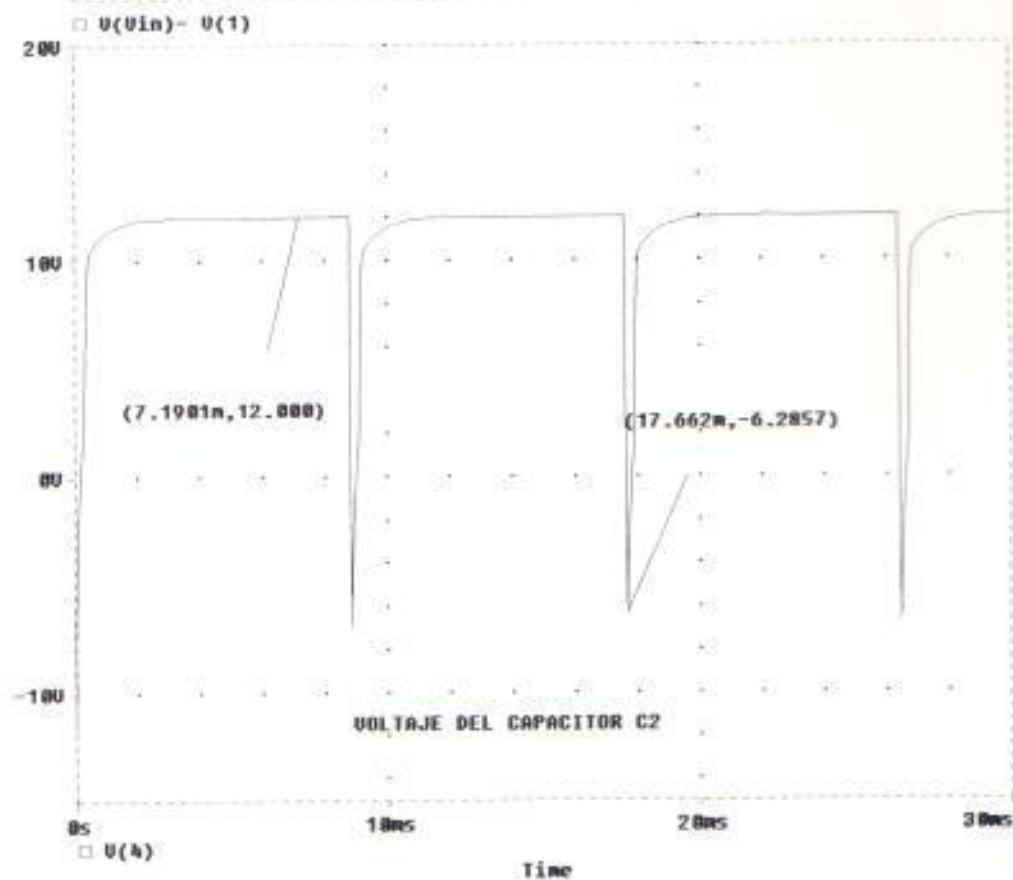 □ V(Vin)- V(1)
20V
10V
(7.1901m,12.000)
(17.662m,-6.2857)
0V
-10V
VOLTAJE DEL CAPACITOR C2
0s
10ms
20ms
30ms
□ V(4)
Time